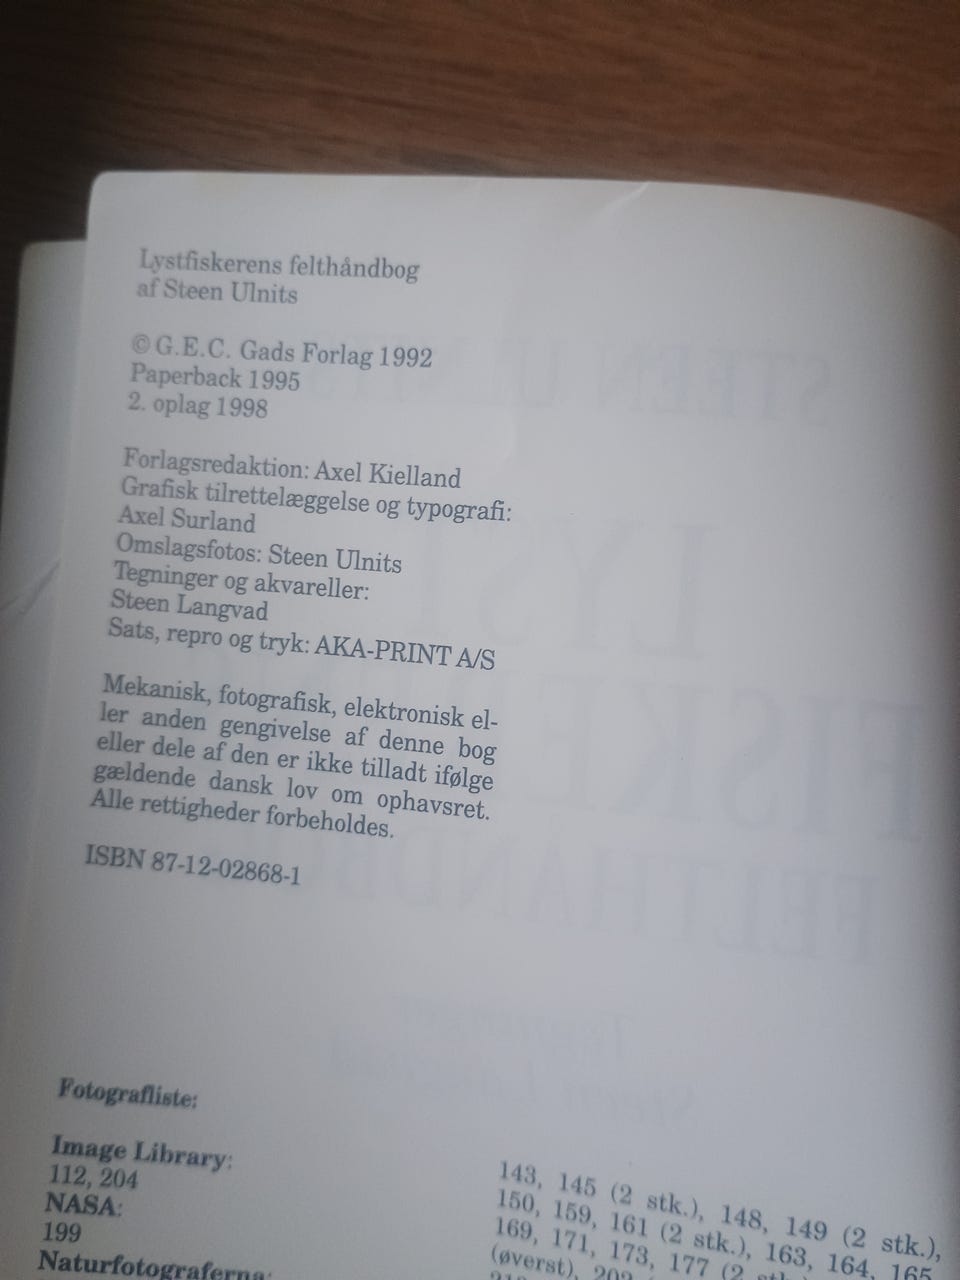 Lystfiskerens felthåndbog
af Steen Ulnits
© G.E.C. Gads Forlag 1992
Paperback 1995
2. oplag 1998
Forlagsredaktion: Axel Kielland
Grafisk tilrettelæggelse og typografi:
Axel Surland
Omslagsfotos: Steen Ulnits
Tegninger og akvareller:
Steen Langvad
Sats, repro og tryk: AKA-PRINT A/S
Mekanisk, fotografisk, elektronisk el-
ler anden gengivelse af denne bog
eller dele af den er ikke tilladt ifølge
gældende dansk lov om ophavsret.
Alle rettigheder forbeholdes.
ISBN 87-12-02868-1
Fotografliste:
Image Library:
112, 204
NASA:
199
Naturfotograferna:
143, 145 (2 stk.), 148, 149 (2 stk.),
150, 159, 161 (2 stk.), 163, 164, 165,
169, 171, 173, 177 (2
(øverst), 202